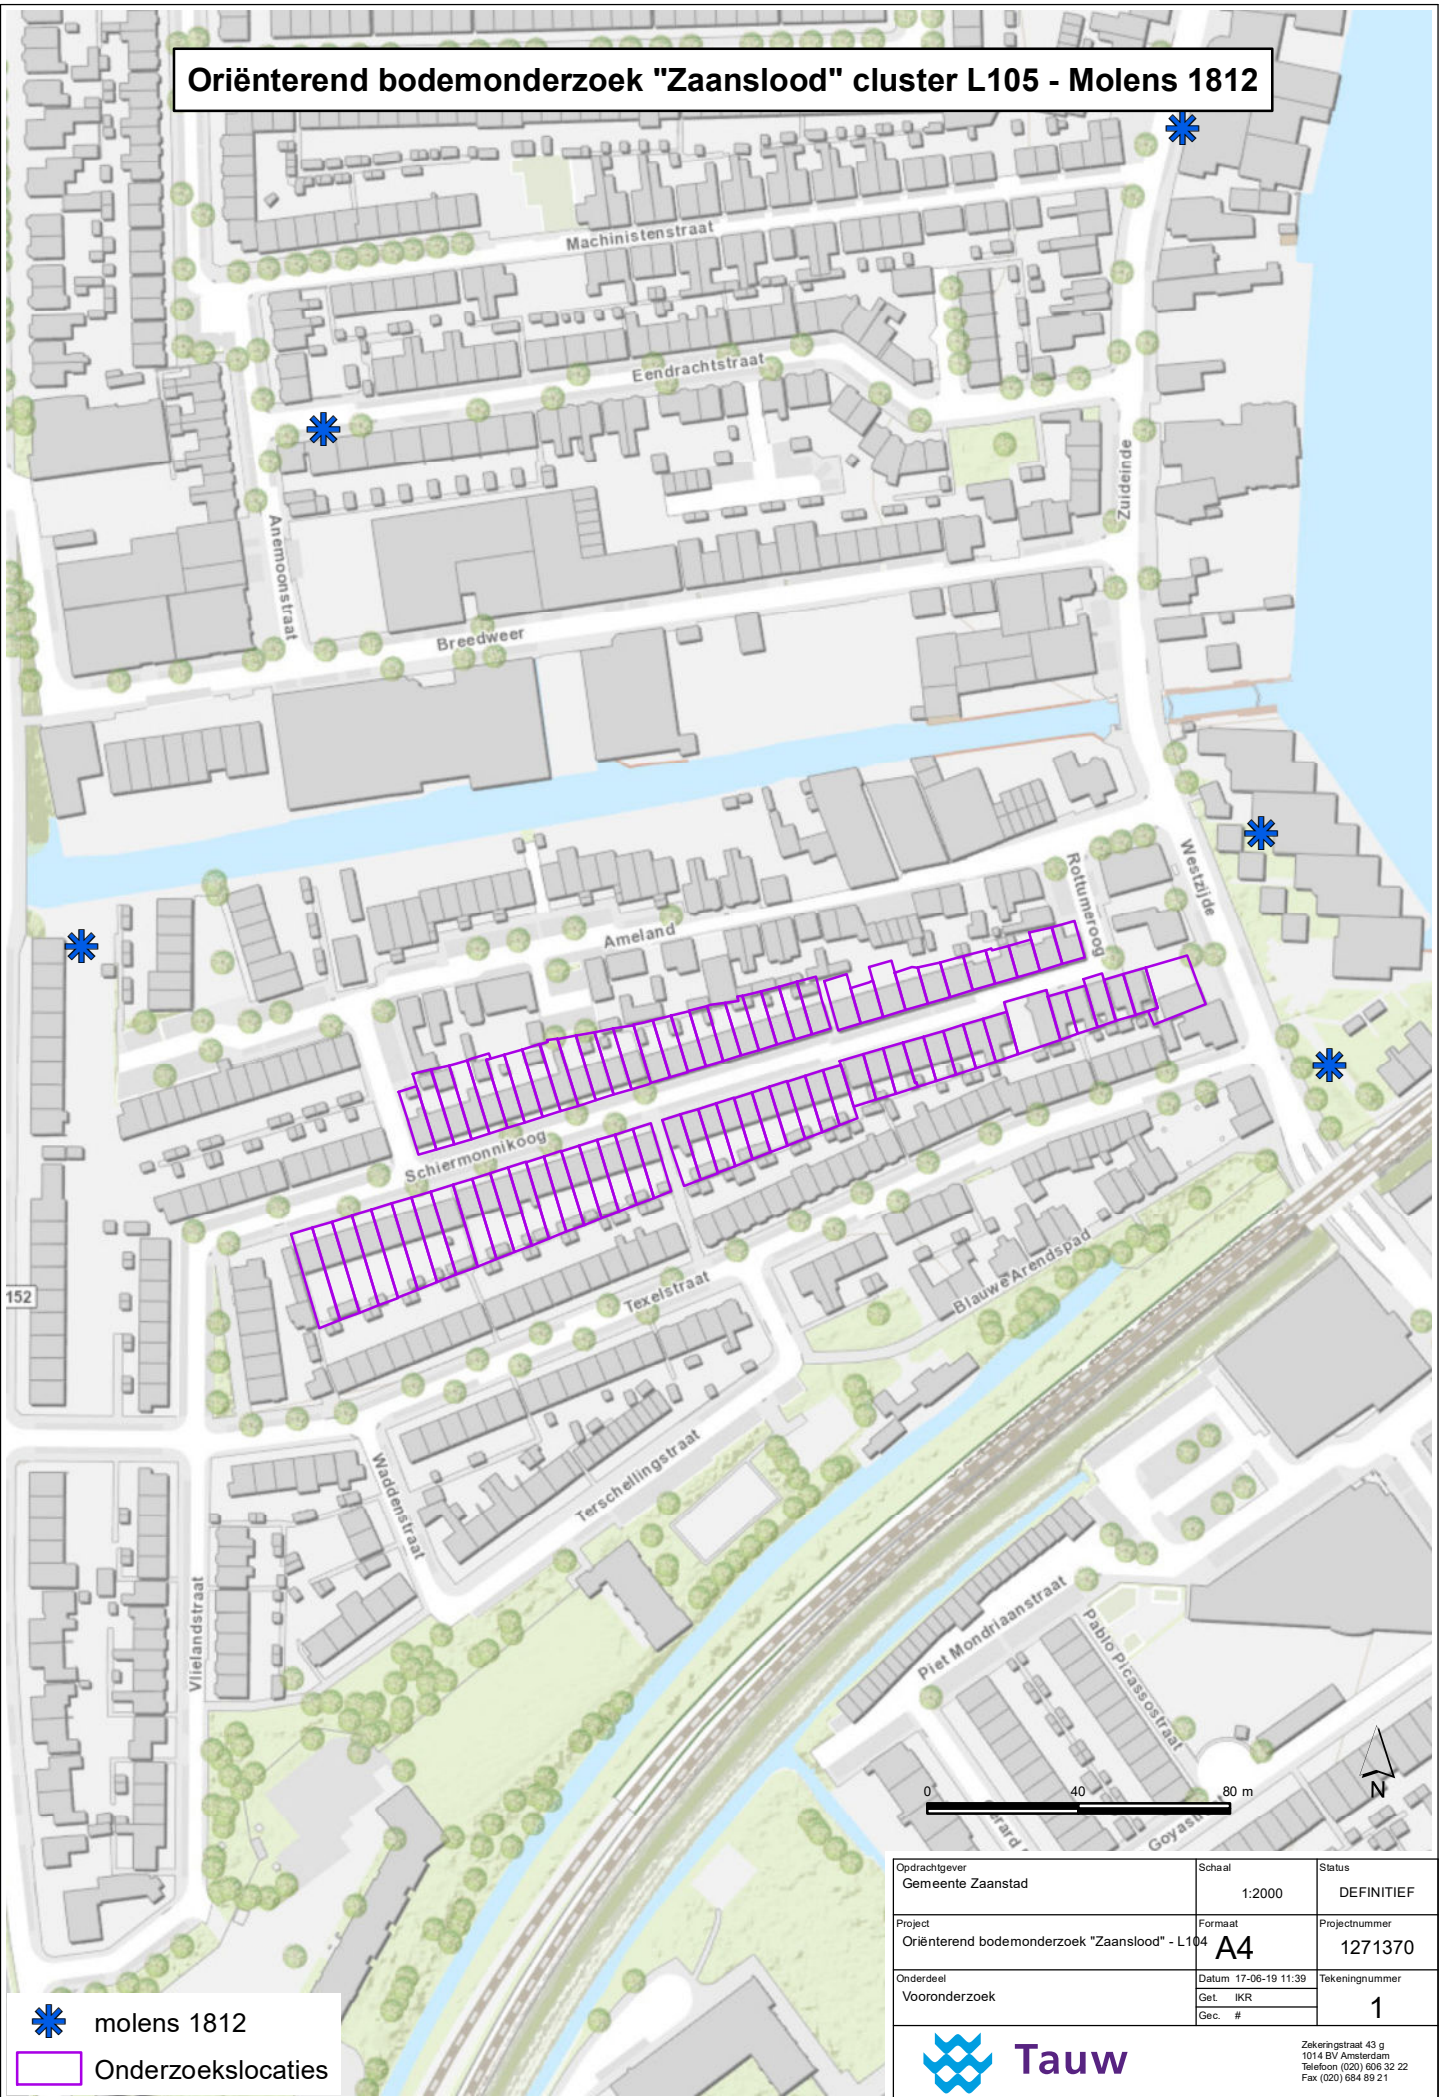 Oriënterend bodemonderzoek "Zaanslood" cluster L105 - Molens 1812
Machinistenstraat
Eendrachtstraat
Zuideinde
Anemoonstraat
Breedweer
Westzijde
Rottumeroog
Ameland
Schiermonnikoog
152
Texelstraat
Blauwe Arendspad
Waddenstraat
Terschellingstraat
Vlielandstraat
Piet Mondriaanstraat
Pablo Picassostraat
0 40 80 m
N
Opdrachtgever
Gemeente Zaanstad
Schaal
1:2000
Status
DEFINITIEF
Project
Oriënterend bodemonderzoek "Zaanslood" - L104
Formaat
A4
Projectnummer
1271370
Onderdeel
Vooronderzoek
Datum 17-06-19 11:39
Get. IKR
Gec. #
Tekeningnummer
1
molens 1812
Onderzoekslocaties
Tauw
Zekeringstraat 43 g
1014 BV Amsterdam
Telefoon (020) 606 32 22
Fax (020) 684 89 21